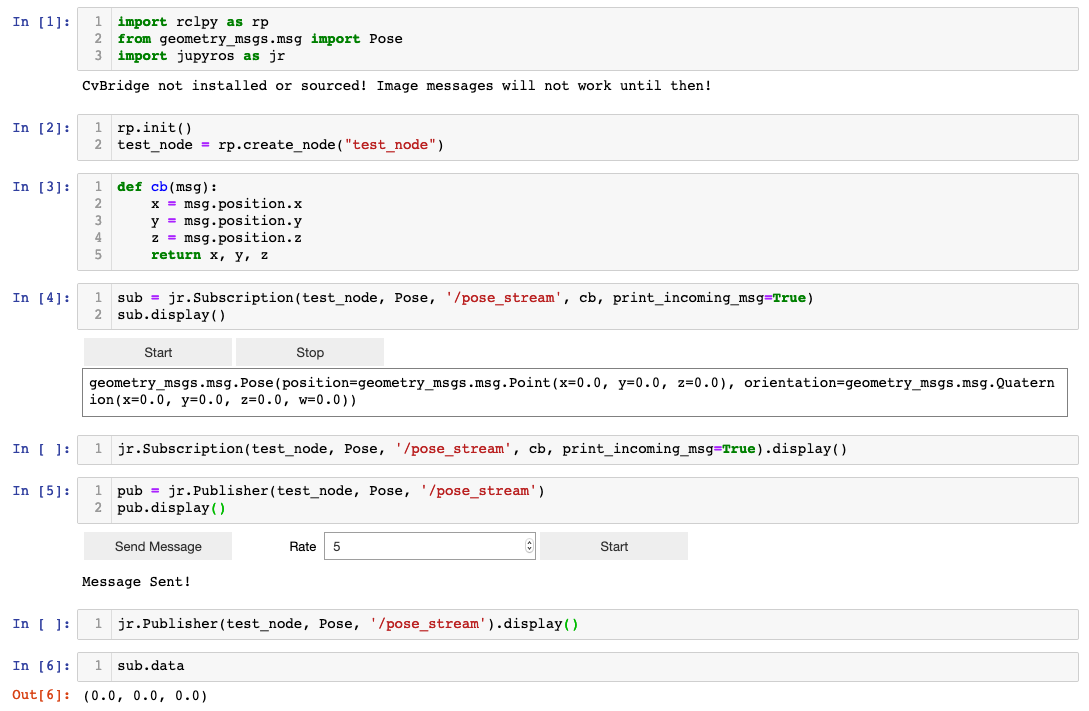 In [1]:
1 import rclpy as rp
2 from geometry_msgs.msg import Pose
3 import jupyros as jr
CvBridge not installed or sourced! Image messages will not work until then!
In [2]:
1 rp.init()
2 test_node = rp.create_node("test_node")
In [3]:
1 def cb(msg):
2     x = msg.position.x
3     y = msg.position.y
4     z = msg.position.z
5     return x, y, z
In [4]:
1 sub = jr.Subscription(test_node, Pose, '/pose_stream', cb, print_incoming_msg=True)
2 sub.display()
Start Stop
geometry_msgs.msg.Pose(position=geometry_msgs.msg.Point(x=0.0, y=0.0, z=0.0), orientation=geometry_msgs.msg.Quatern
ion(x=0.0, y=0.0, z=0.0, w=0.0))
In [ ]:
1 jr.Subscription(test_node, Pose, '/pose_stream', cb, print_incoming_msg=True).display()
In [5]:
1 pub = jr.Publisher(test_node, Pose, '/pose_stream')
2 pub.display()
Send Message Rate 5 Start
Message Sent!
In [ ]:
1 jr.Publisher(test_node, Pose, '/pose_stream').display()
In [6]:
1 sub.data
Out[6]: (0.0, 0.0, 0.0)